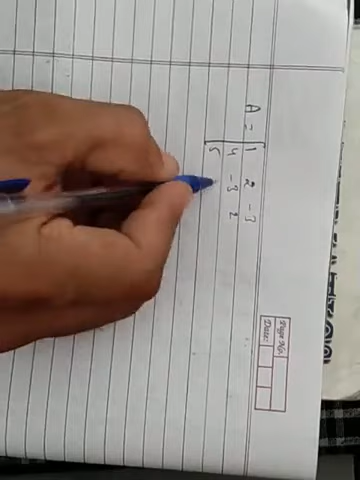 Page No.
Date:
A = 1 2 -3
4 -3 2
5